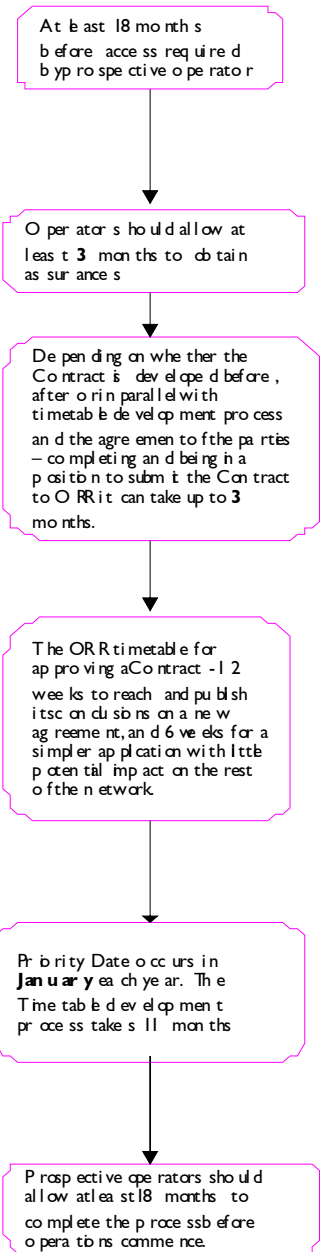 At least 18 months
before access required
by prospective operator
Operators should allow at
least 3 months to obtain
assurances
Depending on whether the
Contract is developed before,
after or in parallel with
timetable development process
and the agreement of the parties
– completing and being in a
position to submit the Contract
to ORR it can take up to 3
months.
The ORR timetable for
approving a Contract - 12
weeks to reach and publish
its conclusions on a new
agreement, and 6 weeks for a
simpler application with little
potential impact on the rest
of the network.
Priority Date occurs in
January each year. The
Timetable development
process takes 11 months
Prospective operators should
allow at least 18 months to
complete the process before
operations commence.